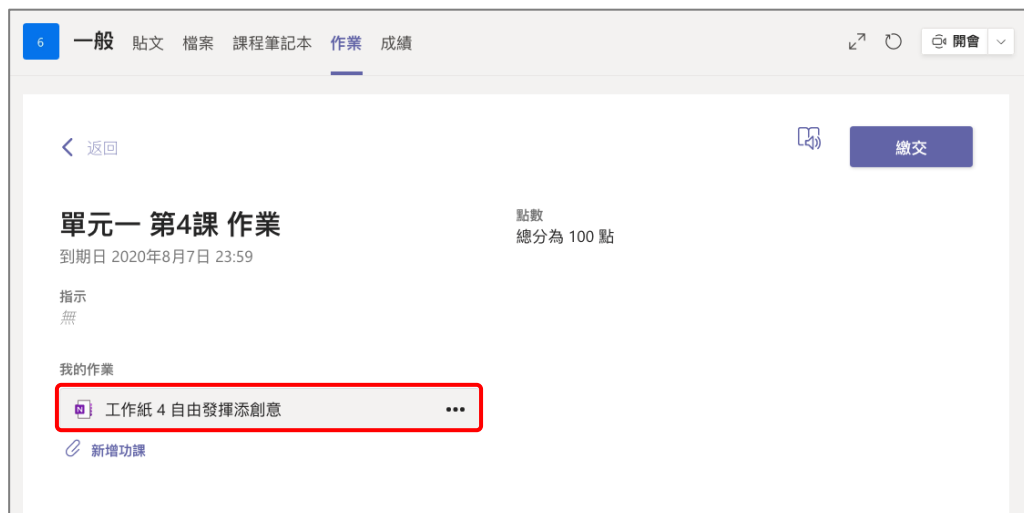 6 一般 貼文 檔案 課程筆記本 作業 成績 開會
返回 繳交
單元一 第4課 作業
到期日 2020年8月7日 23:59
點數
總分為 100 點
指示
無
我的作業
N 工作紙 4 自由發揮添創意 •••
新增功課